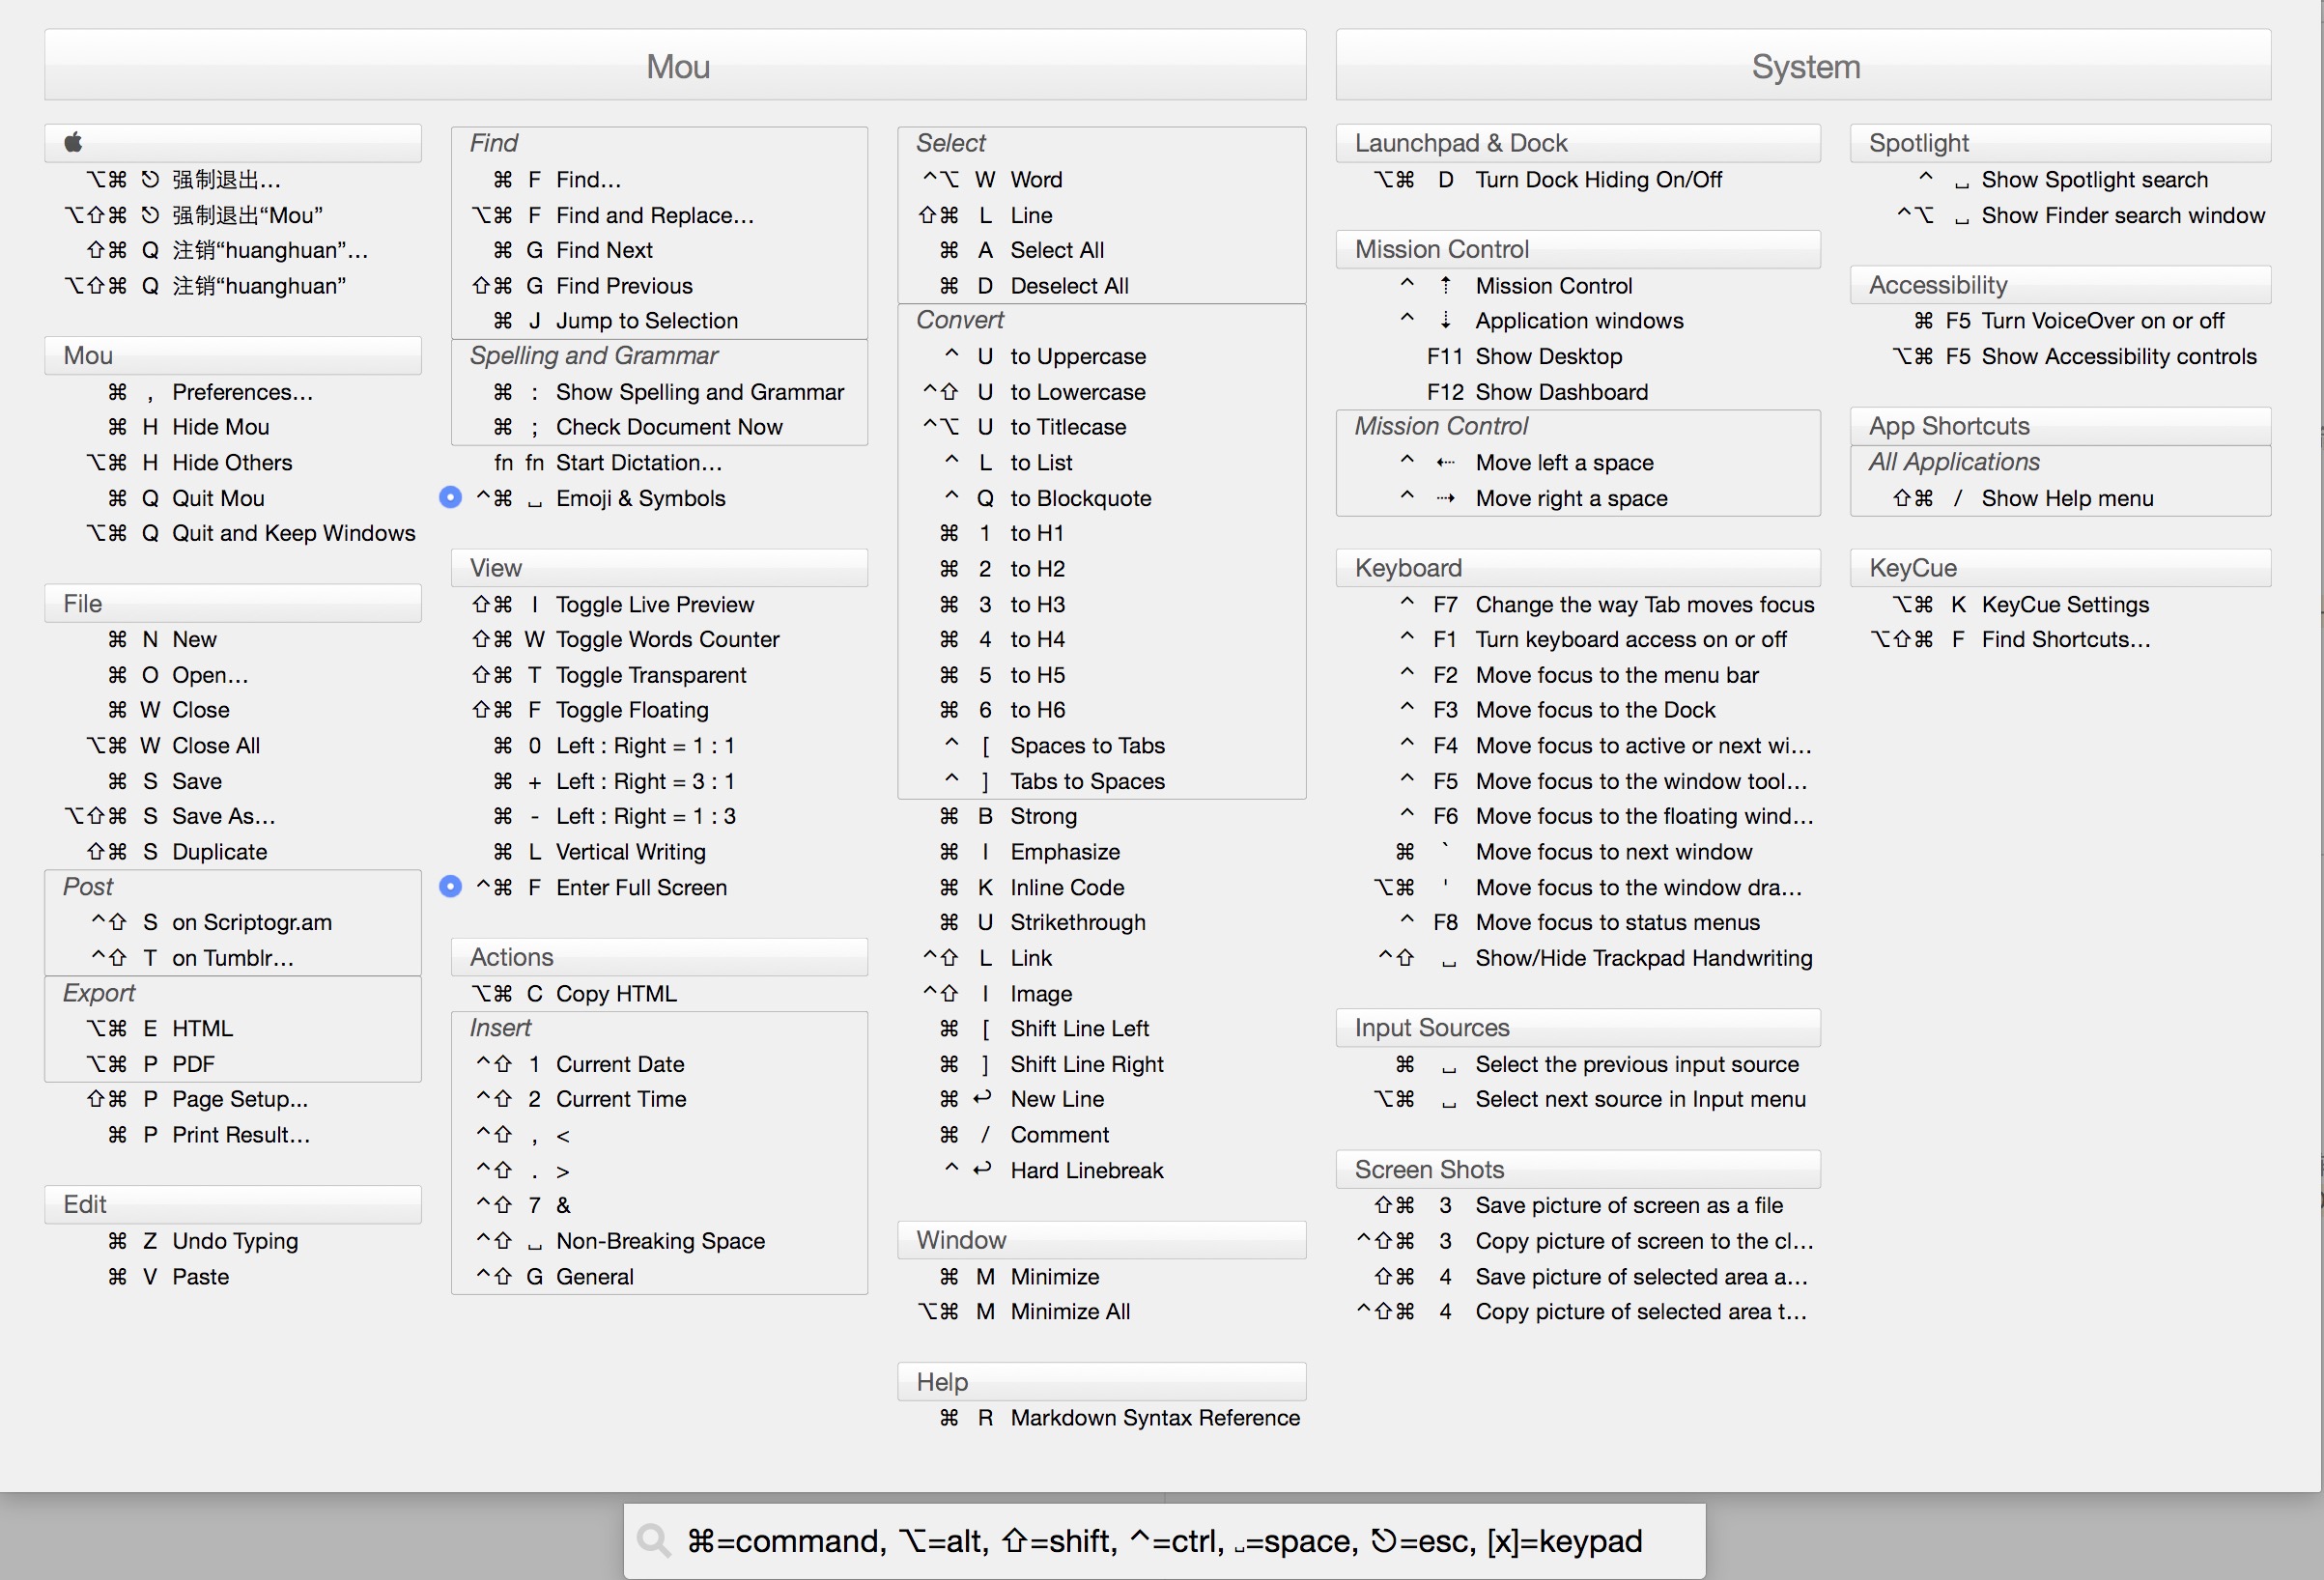 Mou

⌥⌘ ⎋ 强制退出…
⌥⇧⌘ ⎋ 强制退出“Mou”
⇧⌘ Q 注销“huanghuan”…
⌥⇧⌘ Q 注销“huanghuan”
Mou
⌘ , Preferences…
⌘ H Hide Mou
⌥⌘ H Hide Others
⌘ Q Quit Mou
⌥⌘ Q Quit and Keep Windows
File
⌘ N New
⌘ O Open…
⌘ W Close
⌥⌘ W Close All
⌘ S Save
⌥⇧⌘ S Save As…
⇧⌘ S Duplicate
Post
^⇧ S on Scriptogr.am
^⇧ T on Tumblr…
Export
⌥⌘ E HTML
⌥⌘ P PDF
⇧⌘ P Page Setup...
⌘ P Print Result…
Edit
⌘ Z Undo Typing
⌘ V Paste
Find
⌘ F Find…
⌥⌘ F Find and Replace…
⌘ G Find Next
⇧⌘ G Find Previous
⌘ J Jump to Selection
Spelling and Grammar
⌘ : Show Spelling and Grammar
⌘ ; Check Document Now
fn fn Start Dictation…
^⌘ ␣ Emoji & Symbols
View
⇧⌘ I Toggle Live Preview
⇧⌘ W Toggle Words Counter
⇧⌘ T Toggle Transparent
⇧⌘ F Toggle Floating
⌘ 0 Left : Right = 1 : 1
⌘ + Left : Right = 3 : 1
⌘ - Left : Right = 1 : 3
⌘ L Vertical Writing
^⌘ F Enter Full Screen
Actions
⌥⌘ C Copy HTML
Insert
^⇧ 1 Current Date
^⇧ 2 Current Time
^⇧ , <
^⇧ . >
^⇧ 7 &
^⇧ ␣ Non-Breaking Space
^⇧ G General
Select
^⌥ W Word
⇧⌘ L Line
⌘ A Select All
⌘ D Deselect All
Convert
^ U to Uppercase
^⇧ U to Lowercase
^⌥ U to Titlecase
^ L to List
^ Q to Blockquote
⌘ 1 to H1
⌘ 2 to H2
⌘ 3 to H3
⌘ 4 to H4
⌘ 5 to H5
⌘ 6 to H6
^ [ Spaces to Tabs
^ ] Tabs to Spaces
⌘ B Strong
⌘ I Emphasize
⌘ K Inline Code
⌘ U Strikethrough
^⇧ L Link
^⇧ I Image
⌘ [ Shift Line Left
⌘ ] Shift Line Right
⌘ ↩ New Line
⌘ / Comment
^ ↩ Hard Linebreak
Window
⌘ M Minimize
⌥⌘ M Minimize All
Help
⌘ R Markdown Syntax Reference
System
Launchpad & Dock
⌥⌘ D Turn Dock Hiding On/Off
Mission Control
^ ⇡ Mission Control
^ ⇣ Application windows
F11 Show Desktop
F12 Show Dashboard
Mission Control
^ ⇠ Move left a space
^ ⇢ Move right a space
Keyboard
^ F7 Change the way Tab moves focus
^ F1 Turn keyboard access on or off
^ F2 Move focus to the menu bar
^ F3 Move focus to the Dock
^ F4 Move focus to active or next wi…
^ F5 Move focus to the window tool…
^ F6 Move focus to the floating wind…
⌘ ` Move focus to next window
⌥⌘ ' Move focus to the window dra…
^ F8 Move focus to status menus
^⇧ ␣ Show/Hide Trackpad Handwriting
Input Sources
⌘ ␣ Select the previous input source
⌥⌘ ␣ Select next source in Input menu
Screen Shots
⇧⌘ 3 Save picture of screen as a file
^⇧⌘ 3 Copy picture of screen to the cl…
⇧⌘ 4 Save picture of selected area a…
^⇧⌘ 4 Copy picture of selected area t…
Spotlight
^ ␣ Show Spotlight search
^⌥ ␣ Show Finder search window
Accessibility
⌘ F5 Turn VoiceOver on or off
⌥⌘ F5 Show Accessibility controls
App Shortcuts
All Applications
⇧⌘ / Show Help menu
KeyCue
⌥⌘ K KeyCue Settings
⌥⇧⌘ F Find Shortcuts…
⌘=command, ⌥=alt, ⇧=shift, ^=ctrl, ␣=space, ⎋=esc, [x]=keypad